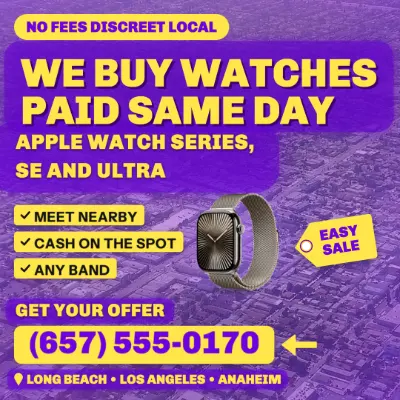 NO FEES DISCREET LOCAL
WE BUY WATCHES
PAID SAME DAY
APPLE WATCH SERIES,
SE AND ULTRA
MEET NEARBY
CASH ON THE SPOT
ANY BAND
EASY
SALE
GET YOUR OFFER
(657) 555-0170
LONG BEACH • LOS ANGELES • ANAHEIM